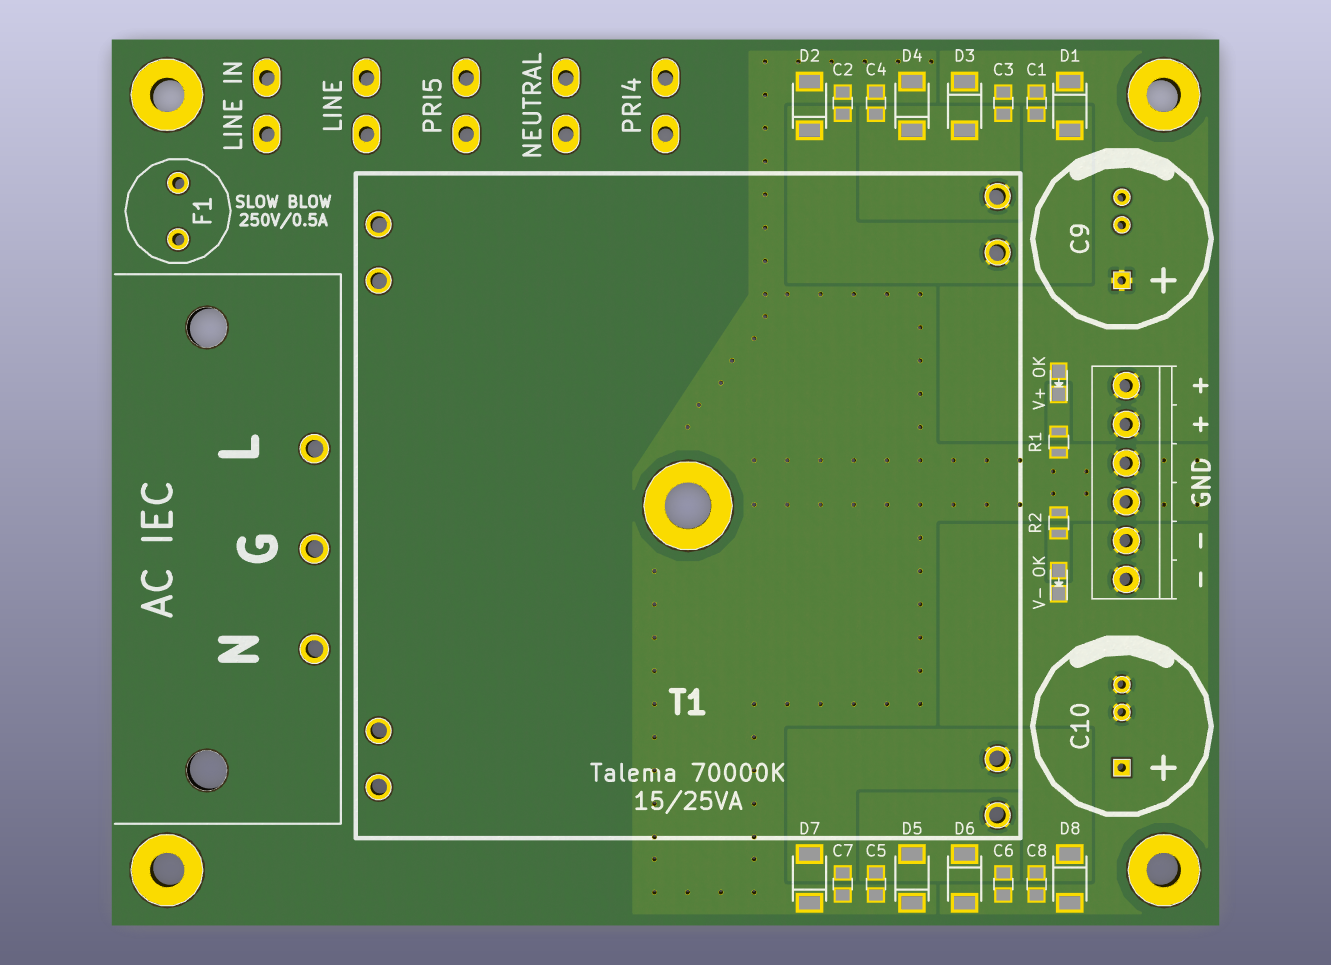 LINE IN
LINE
PRI5
NEUTRAL
PRI4
D2
C2
C4
D4
D3
C3
C1
D1
F1
SLOW BLOW
250V/0.5A
C9
+
V+ OK
R1
+
+
GND
-
-
R2
V- OK
AC IEC
L
G
N
T1
Talema 70000K
15/25VA
C10
+
D7
C7
C5
D5
D6
C6
C8
D8